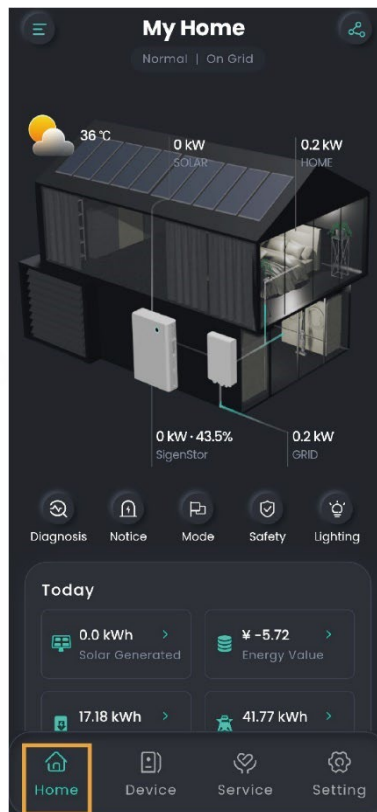 My Home
Normal | On Grid
36 ℃
0 kW
SOLAR
0.2 kW
HOME
0 kW · 43.5%
SigenStor
0.2 kW
GRID
Diagnosis Notice Mode Safety Lighting
Today
0.0 kWh >
Solar Generated
¥ -5.72 >
Energy Value
17.18 kWh >
41.77 kWh >
Home Device Service Setting